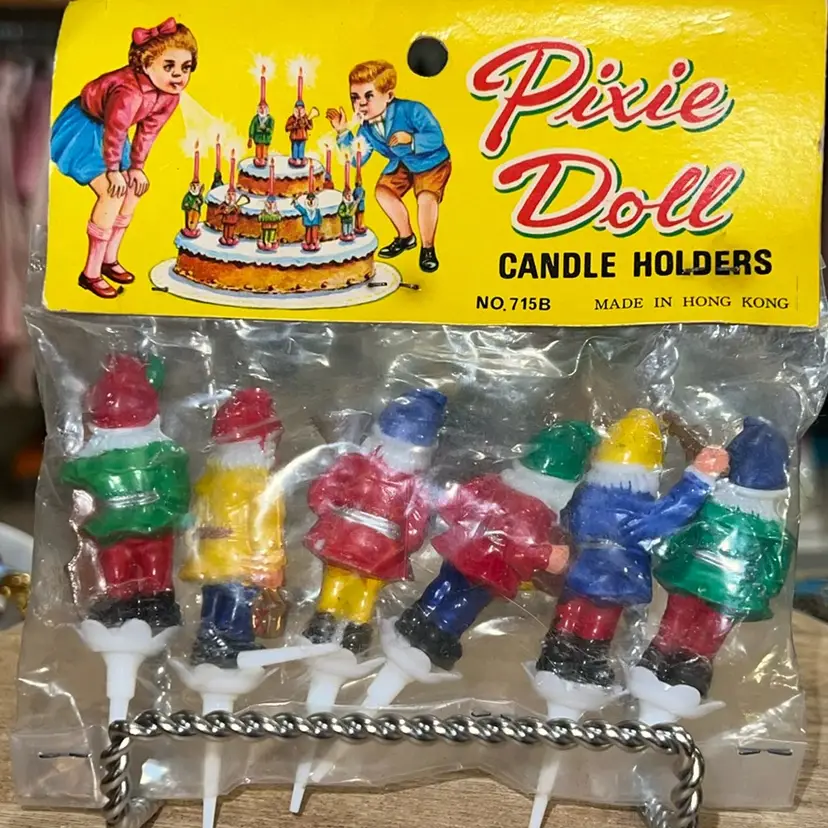 Pixie
Doll
CANDLE HOLDERS
NO. 715B MADE IN HONG KONG